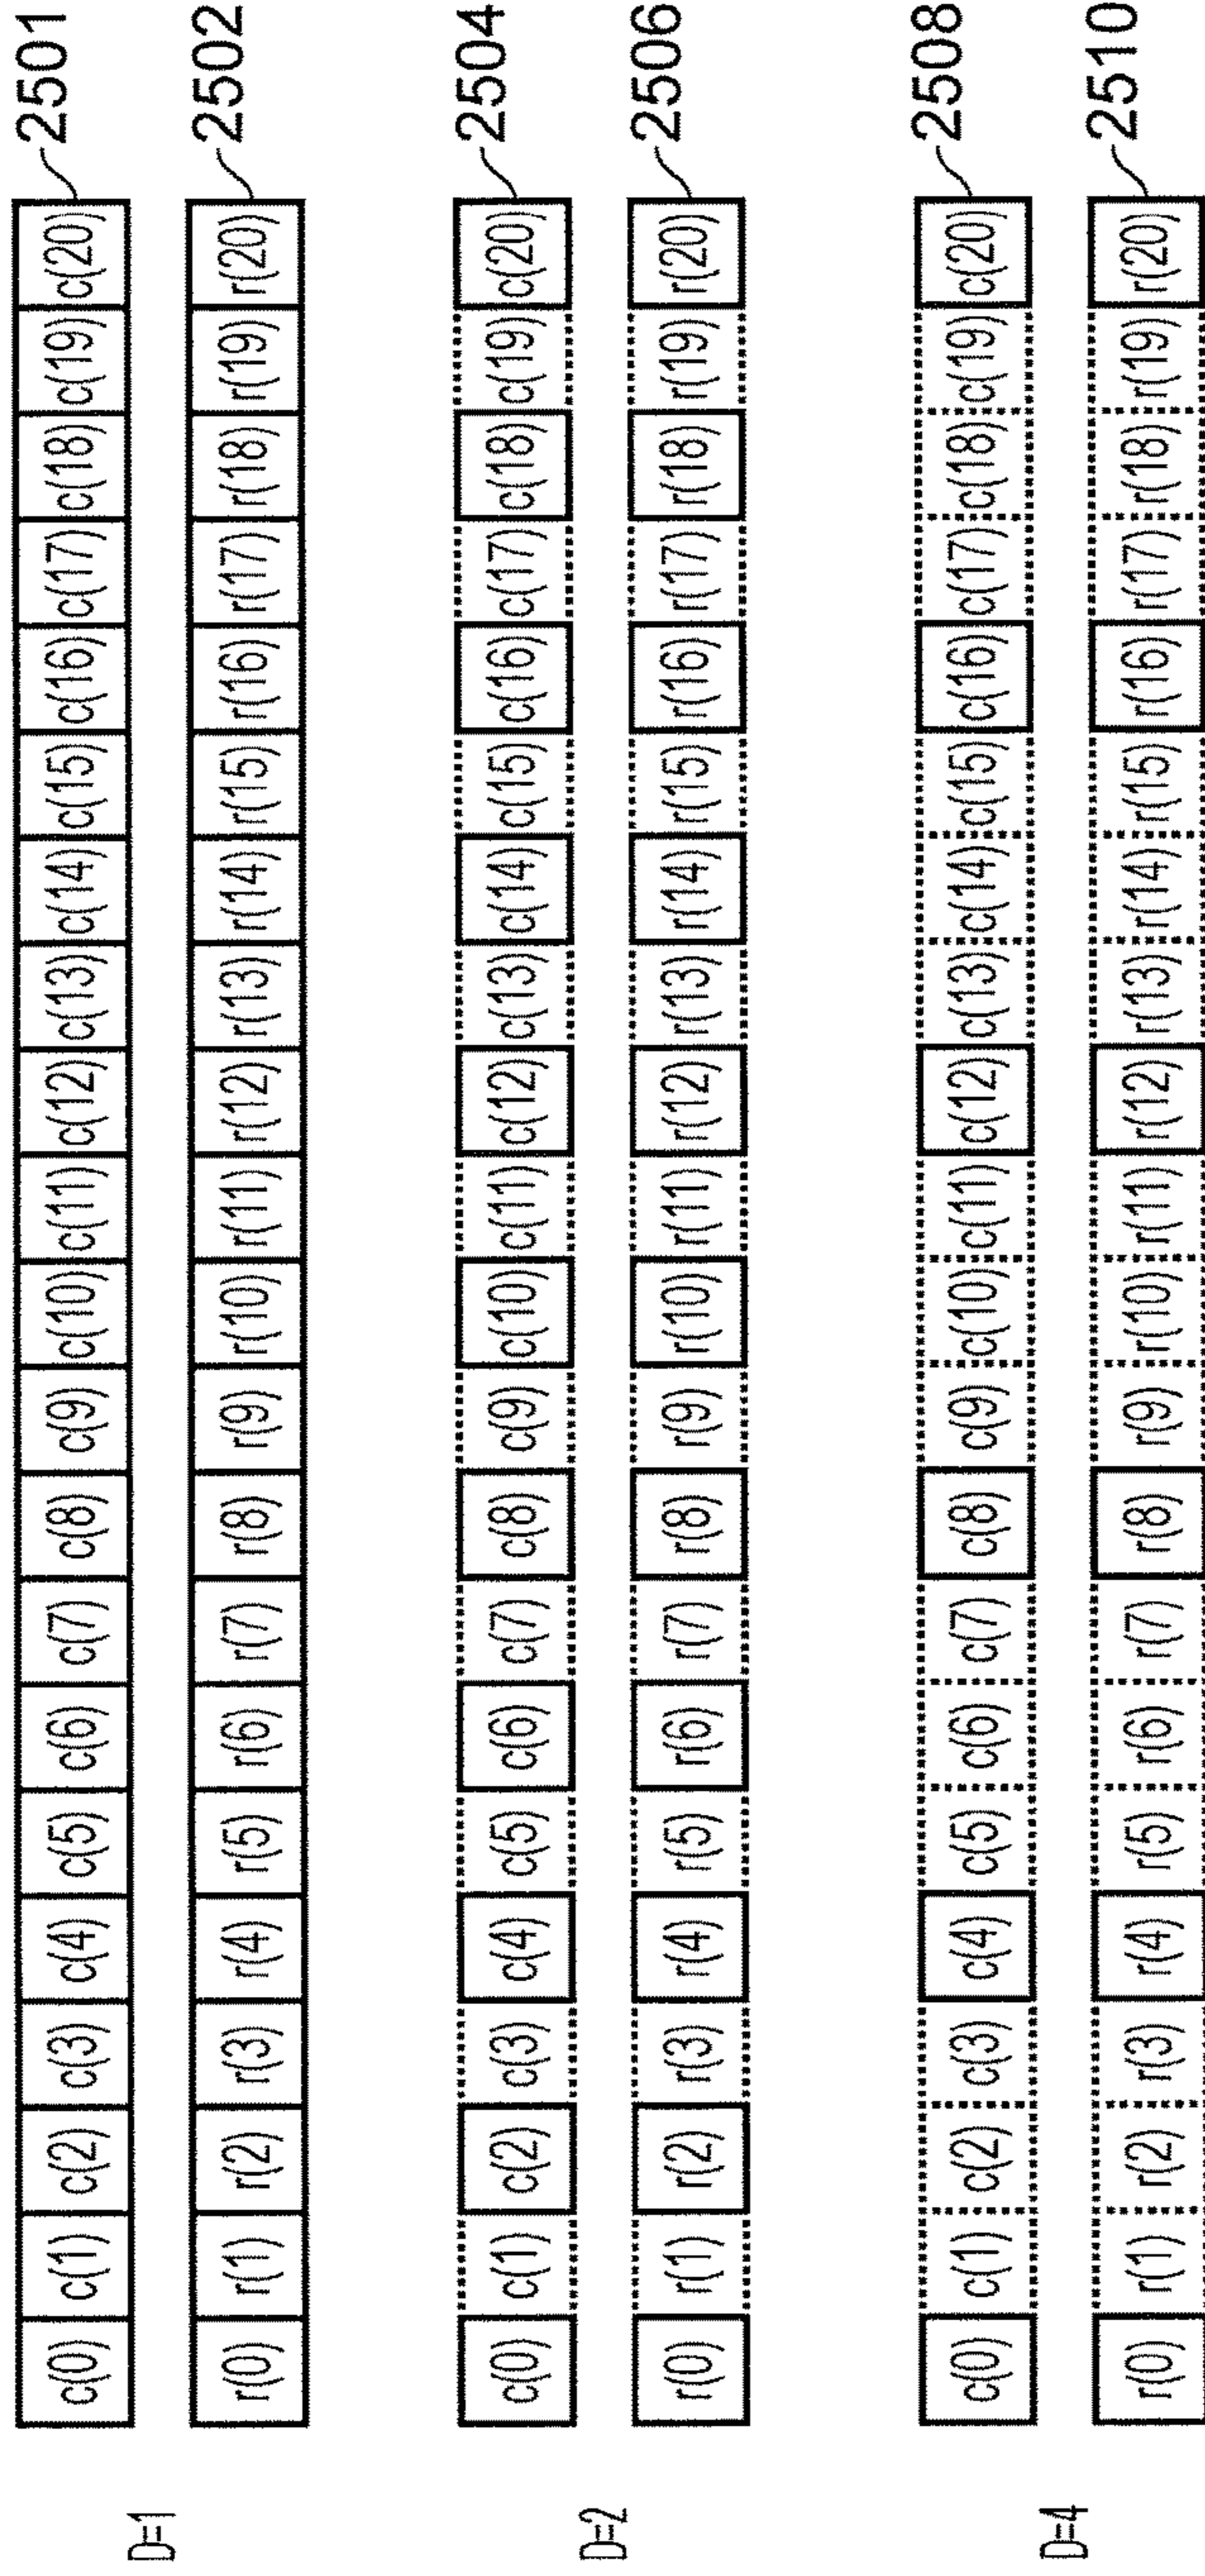 D=1
c(0) c(1) c(2) c(3) c(4) c(5) c(6) c(7) c(8) c(9) c(10) c(11) c(12) c(13) c(14) c(15) c(16) c(17) c(18) c(19) c(20) 2501
r(0) r(1) r(2) r(3) r(4) r(5) r(6) r(7) r(8) r(9) r(10) r(11) r(12) r(13) r(14) r(15) r(16) r(17) r(18) r(19) r(20) 2502
D=2
c(0) c(1) c(2) c(3) c(4) c(5) c(6) c(7) c(8) c(9) c(10) c(11) c(12) c(13) c(14) c(15) c(16) c(17) c(18) c(19) c(20) 2504
r(0) r(1) r(2) r(3) r(4) r(5) r(6) r(7) r(8) r(9) r(10) r(11) r(12) r(13) r(14) r(15) r(16) r(17) r(18) r(19) r(20) 2506
D=4
c(0) c(1) c(2) c(3) c(4) c(5) c(6) c(7) c(8) c(9) c(10) c(11) c(12) c(13) c(14) c(15) c(16) c(17) c(18) c(19) c(20) 2508
r(0) r(1) r(2) r(3) r(4) r(5) r(6) r(7) r(8) r(9) r(10) r(11) r(12) r(13) r(14) r(15) r(16) r(17) r(18) r(19) r(20) 2510